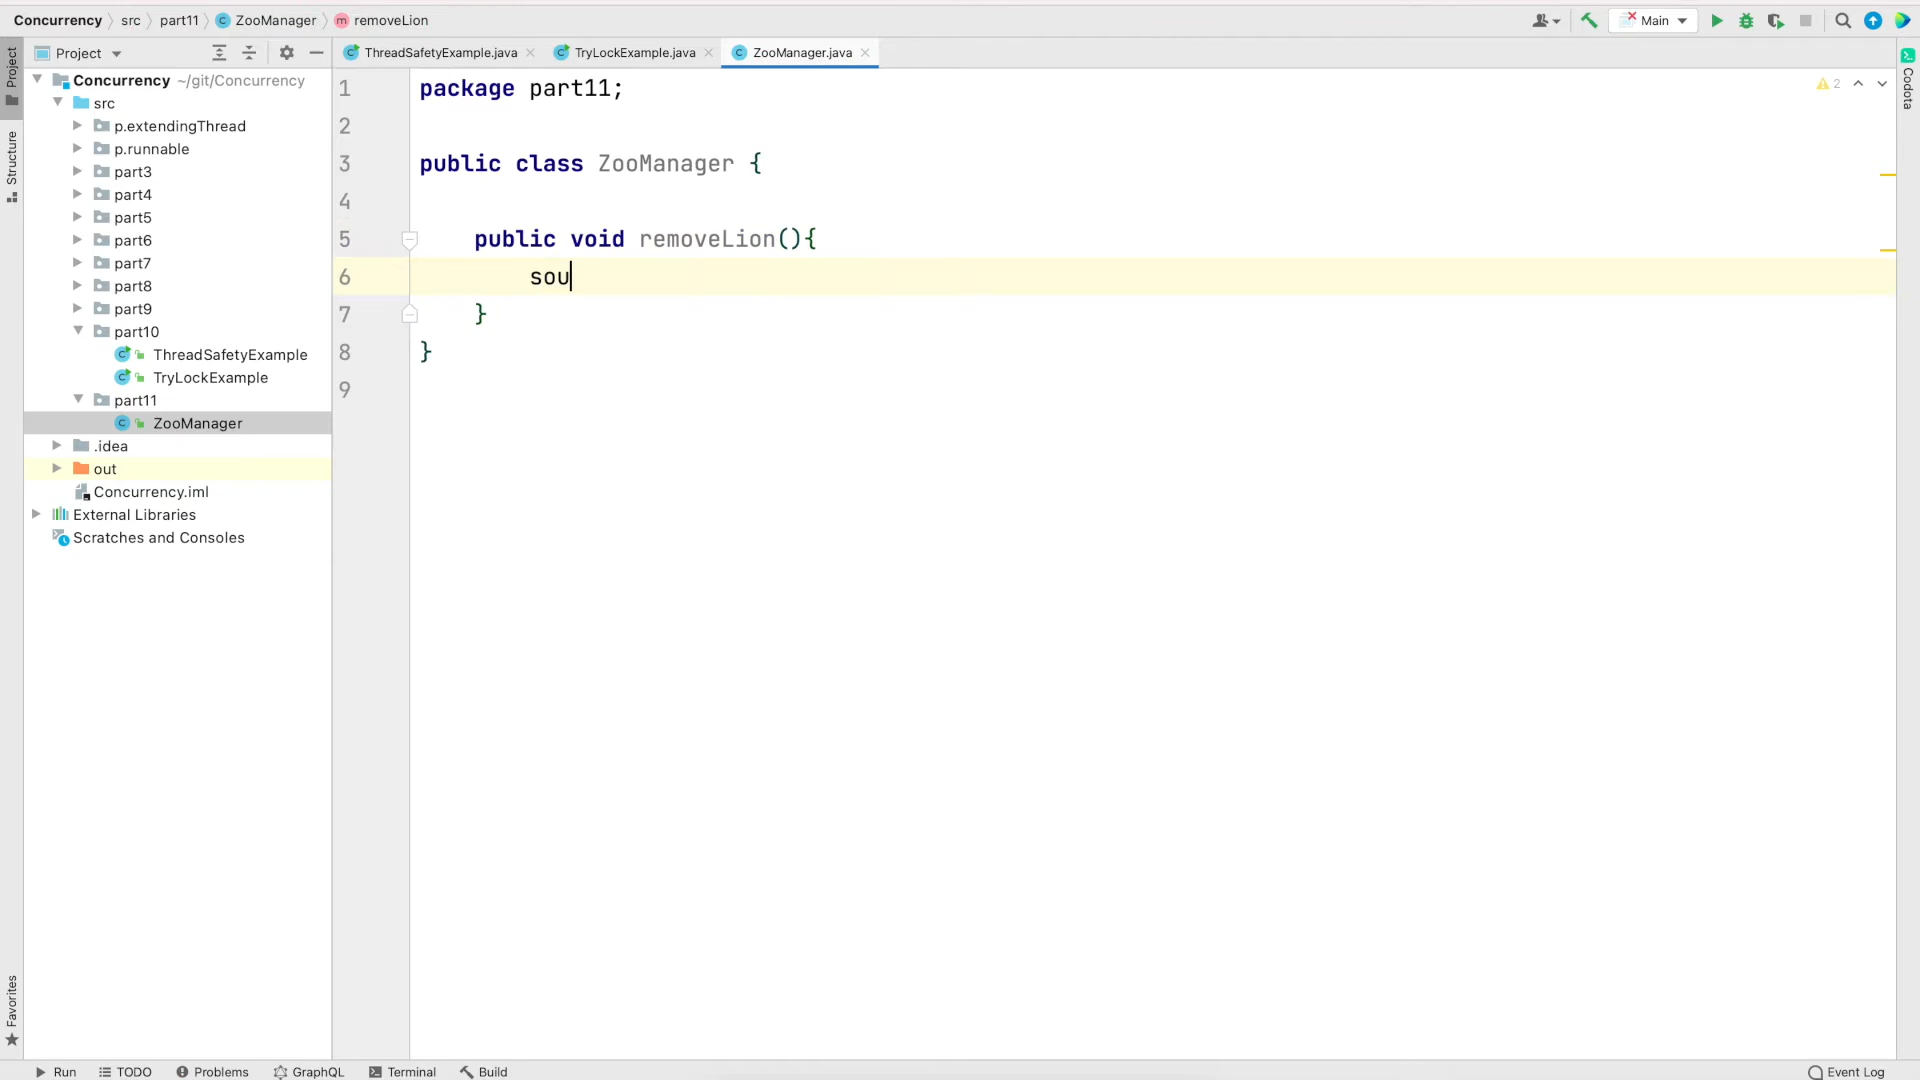 Concurrency src part11 ZooManager removeLion
Main
Project
ThreadSafetyExample.java
TryLockExample.java
ZooManager.java
Project
Structure
Favorites
Codota
Concurrency ~/git/Concurrency
src
p.extendingThread
p.runnable
part3
part4
part5
part6
part7
part8
part9
part10
ThreadSafetyExample
TryLockExample
part11
ZooManager
.idea
out
Concurrency.iml
External Libraries
Scratches and Consoles
2
1 package part11;
2
3 public class ZooManager {
4
5 public void removeLion(){
6 sou
7 }
8 }
9
Run TODO Problems GraphQL Terminal Build
Event Log